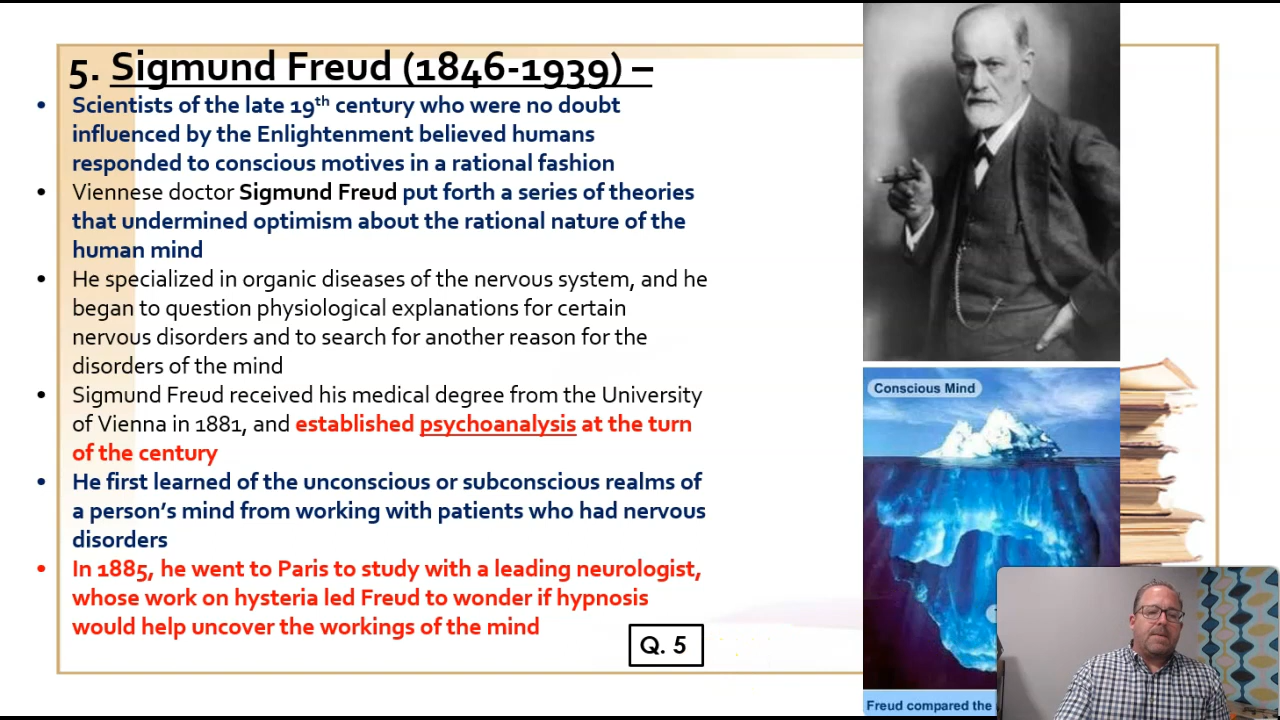 5. Sigmund Freud (1846-1939) –
• Scientists of the late 19th century who were no doubt
influenced by the Enlightenment believed humans
responded to conscious motives in a rational fashion
• Viennese doctor Sigmund Freud put forth a series of theories
that undermined optimism about the rational nature of the
human mind
• He specialized in organic diseases of the nervous system, and he
began to question physiological explanations for certain
nervous disorders and to search for another reason for the
disorders of the mind
• Sigmund Freud received his medical degree from the University
of Vienna in 1881, and established psychoanalysis at the turn
of the century
• He first learned of the unconscious or subconscious realms of
a person’s mind from working with patients who had nervous
disorders
• In 1885, he went to Paris to study with a leading neurologist,
whose work on hysteria led Freud to wonder if hypnosis
would help uncover the workings of the mind
Q. 5
Conscious Mind
Freud compared the